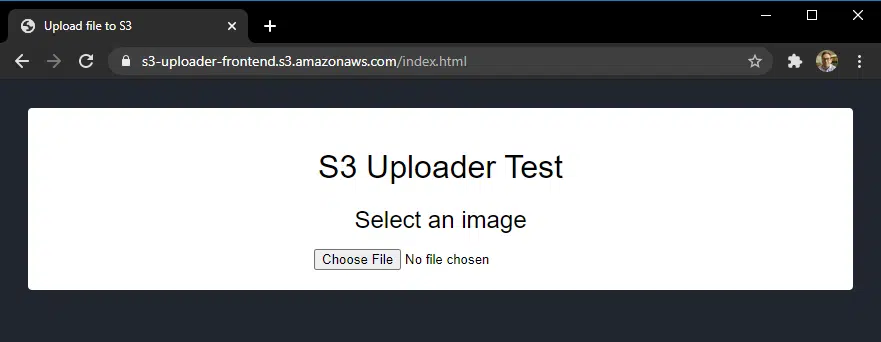 Upload file to S3
s3-uploader-frontend.s3.amazonaws.com/index.html
S3 Uploader Test
Select an image
Choose File No file chosen